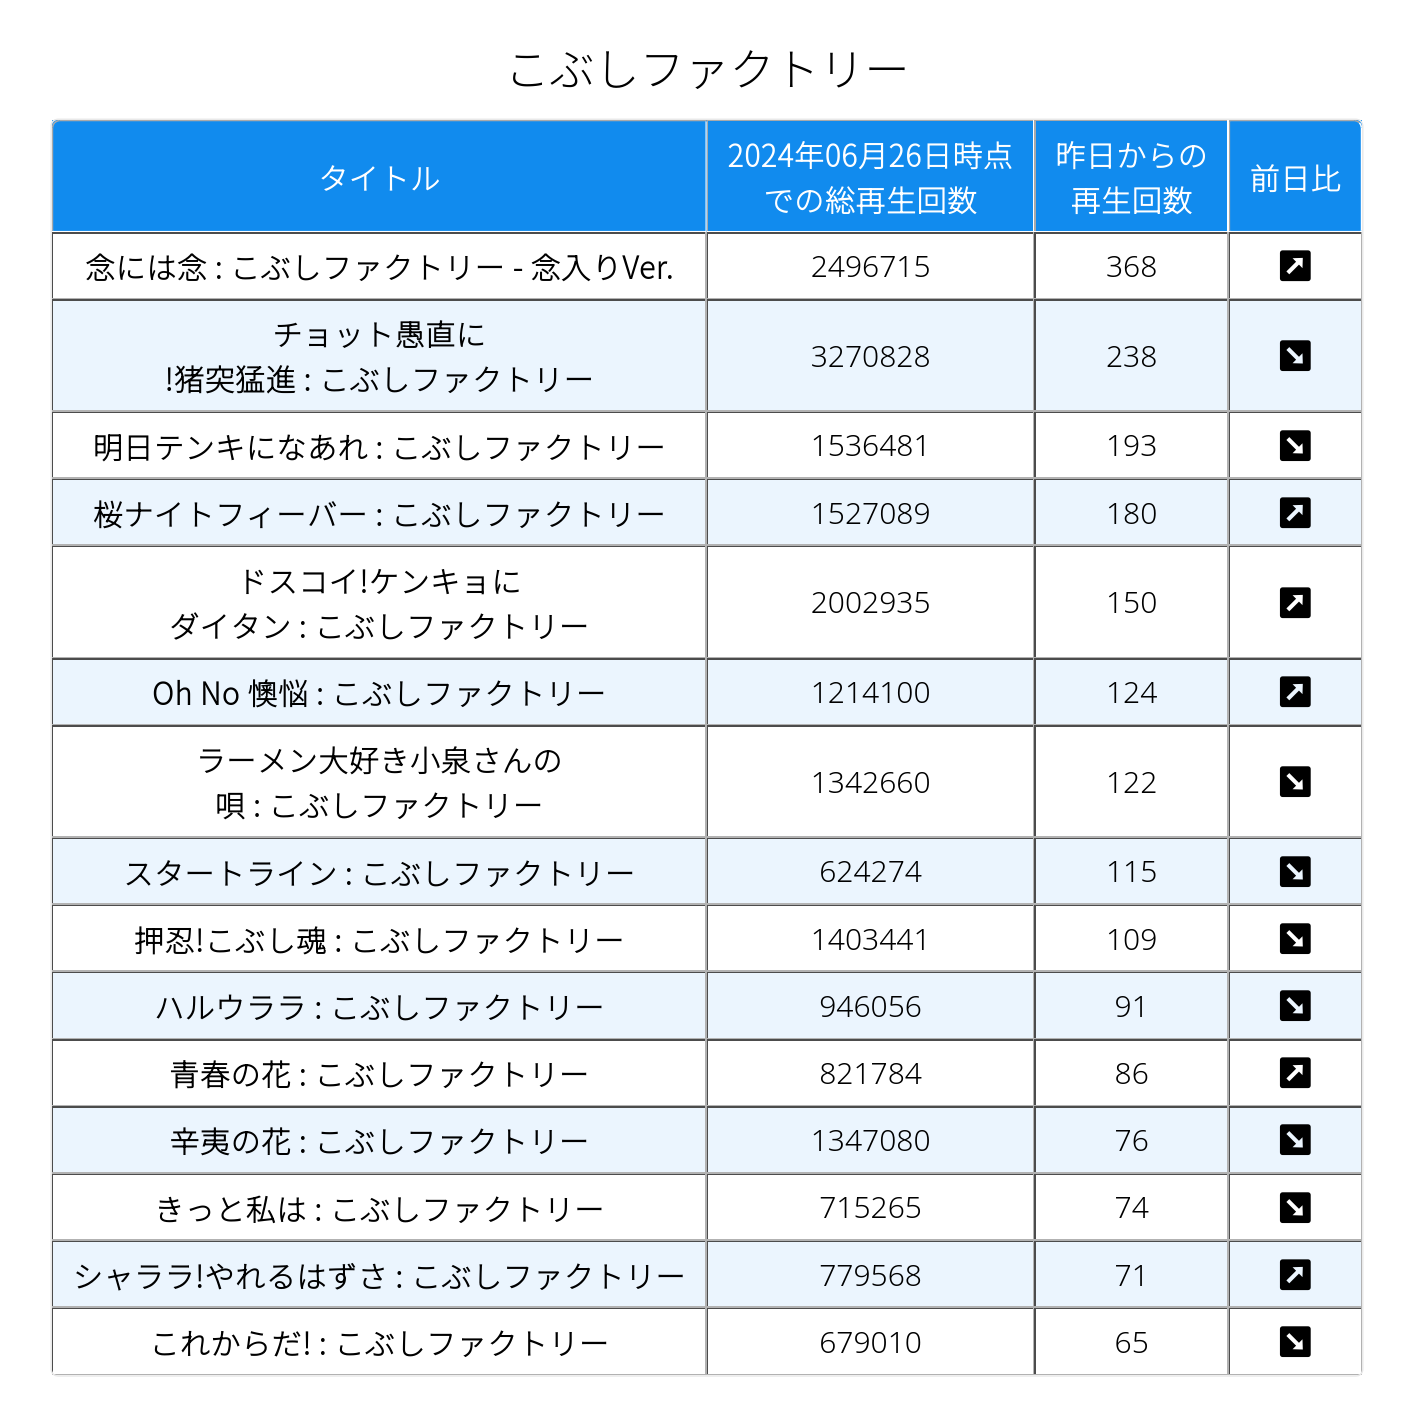 こぶしファクトリー
タイトル
2024年06月26日時点
での総再生回数
昨日からの
再生回数
前日比
念には念 : こぶしファクトリー - 念入りVer.
2496715
368
チョット愚直に
!猪突猛進 : こぶしファクトリー
3270828
238
明日テンキになあれ : こぶしファクトリー
1536481
193
桜ナイトフィーバー : こぶしファクトリー
1527089
180
ドスコイ!ケンキョに
ダイタン : こぶしファクトリー
2002935
150
Oh No 懊悩 : こぶしファクトリー
1214100
124
ラーメン大好き小泉さんの
唄 : こぶしファクトリー
1342660
122
スタートライン : こぶしファクトリー
624274
115
押忍!こぶし魂 : こぶしファクトリー
1403441
109
ハルウララ : こぶしファクトリー
946056
91
青春の花 : こぶしファクトリー
821784
86
辛夷の花 : こぶしファクトリー
1347080
76
きっと私は : こぶしファクトリー
715265
74
シャララ!やれるはずさ : こぶしファクトリー
779568
71
これからだ! : こぶしファクトリー
679010
65